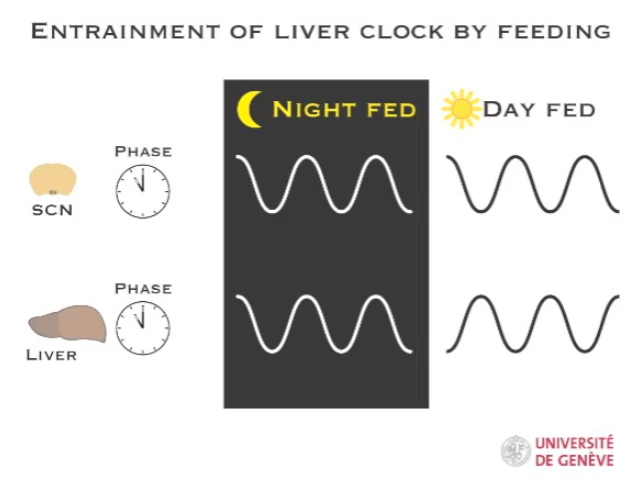 ENTRAINMENT OF LIVER CLOCK BY FEEDING
NIGHT FED
DAY FED
PHASE
SCN
PHASE
LIVER
UNIVERSITÉ
DE GENÈVE